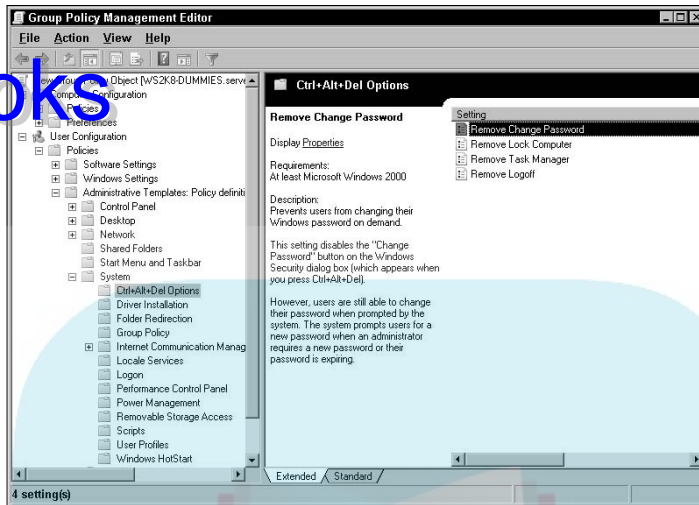 Group Policy Management Editor
File Action View Help
oks
Group Policy Object [WS2K8-DUMMIES.serve
Configuration
Policies
Preferences
User Configuration
Policies
Software Settings
Windows Settings
Administrative Templates: Policy definiti
Control Panel
Desktop
Network
Shared Folders
Start Menu and Taskbar
System
Ctrl+Alt+Del Options
Driver Installation
Folder Redirection
Group Policy
Internet Communication Manag
Locale Services
Logon
Performance Control Panel
Power Management
Removable Storage Access
Scripts
User Profiles
Windows HotStart
Ctrl+Alt+Del Options
Remove Change Password
Display Properties
Requirements:
At least Microsoft Windows 2000
Description:
Prevents users from changing their
Windows password on demand.
This setting disables the "Change
Password" button on the Windows
Security dialog box (which appears when
you press Ctrl+Alt+Del).
However, users are still able to change
their password when prompted by the
system. The system prompts users for a
new password when an administrator
requires a new password or their
password is expiring.
Setting
Remove Change Password
Remove Lock Computer
Remove Task Manager
Remove Logoff
Extended Standard
4 setting(s)